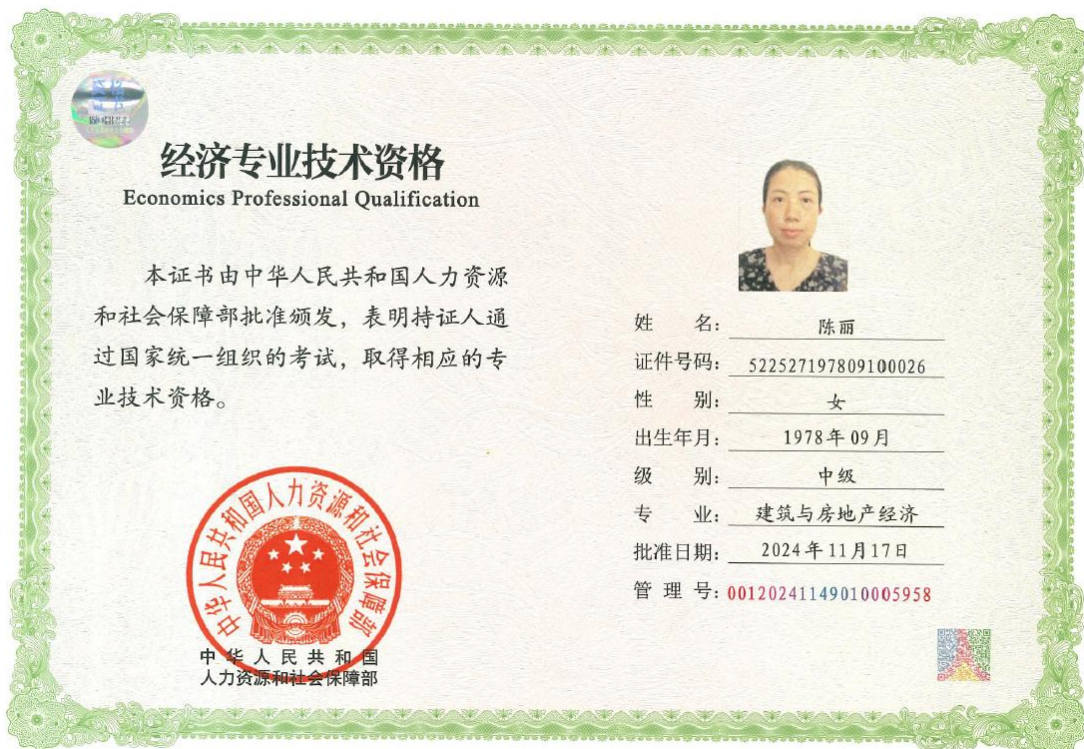 经济专业技术资格
Economics Professional Qualification
本证书由中华人民共和国人力资源
和社会保障部批准颁发，表明持证人通
过国家统一组织的考试，取得相应的专
业技术资格。
中华人民共和国人力资源和社会保障部
中华人民共和国
人力资源和社会保障部
姓 名：陈丽
证件号码：522527197809100026
性 别：女
出生年月：1978年09月
级 别：中级
专 业：建筑与房地产经济
批准日期：2024年11月17日
管 理 号：00120241149010005958